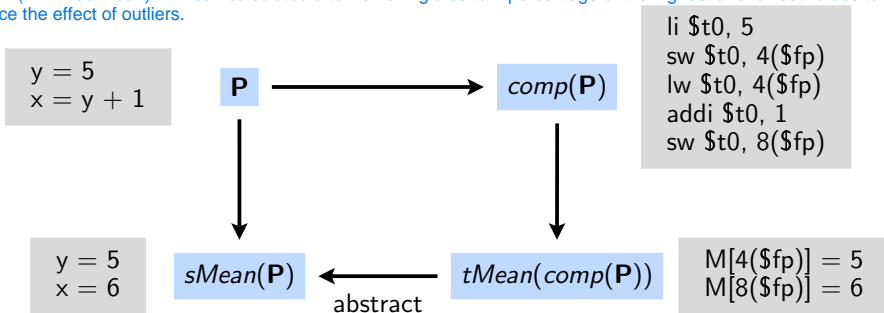 ce the effect of outliers.
y = 5
x = y + 1
P
comp(P)
li $t0, 5
sw $t0, 4($fp)
lw $t0, 4($fp)
addi $t0, 1
sw $t0, 8($fp)
y = 5
x = 6
sMean(P)
abstract
tMean(comp(P))
M[4($fp)] = 5
M[8($fp)] = 6